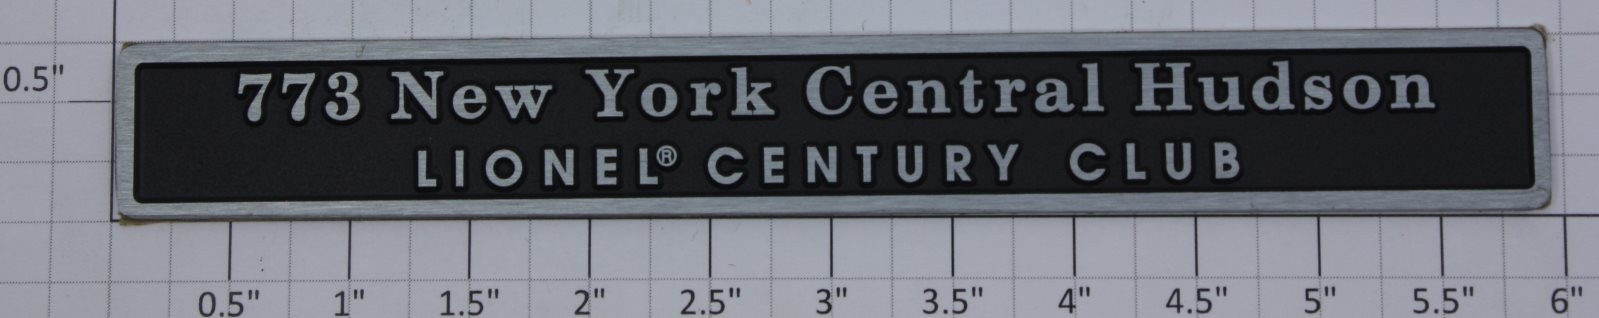 0.5"
773 New York Central Hudson
LIONEL® CENTURY CLUB
0.5" 1" 1.5" 2" 2.5" 3" 3.5" 4" 4.5" 5" 5.5" 6"